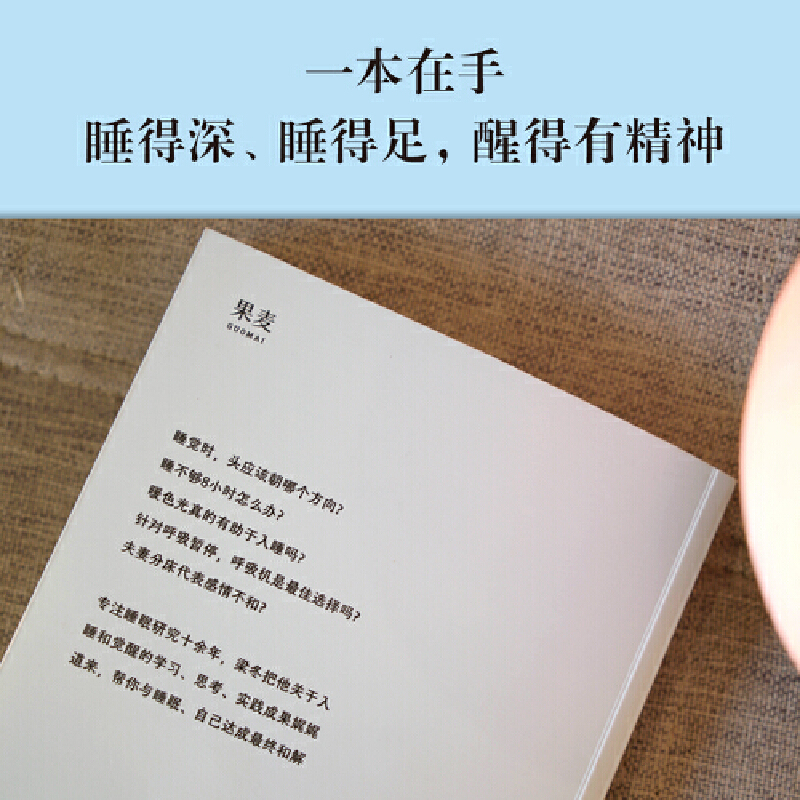 一本在手
睡得深、睡得足，醒得有精神
果麦
GUOMAI
睡觉时，头应该朝哪个方向？
睡不够8小时怎么办？
暖色光真的有助于入睡吗？
针对呼吸暂停，呼吸机是最佳选择吗？
夫妻分床代表感情不和？
专注睡眠研究十余年，梁冬把他关于入
睡和觉醒的学习、思考、实践成果娓娓
道来，帮你与睡眠、自己达成最终和解